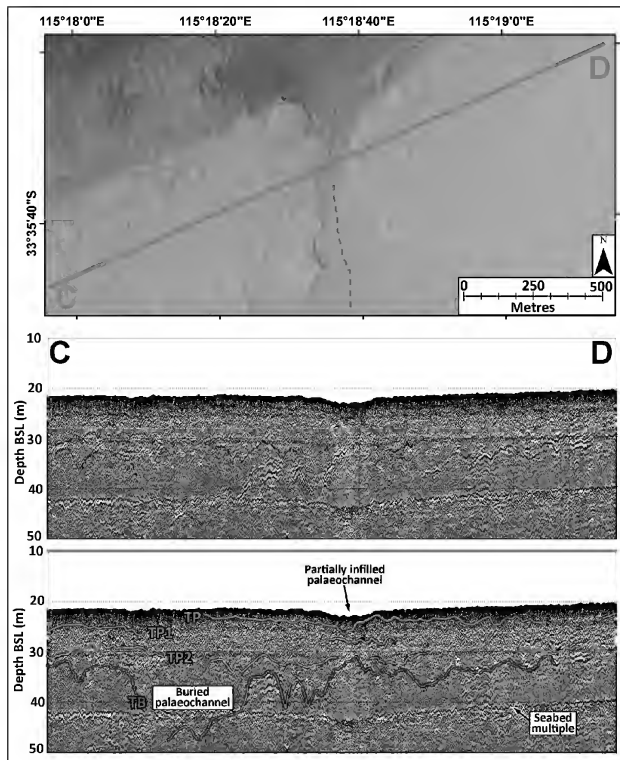 115°18'0"E
115°18'20"E
115°18'40"E
115°19'0"E
33°35'40"S
D
C
N
0 250 500
Metres
10
20
30
40
50
Depth BSL (m)
C
D
10
20
30
40
50
Depth BSL (m)
Partially infilled
palaeochannel
TP
TP1
TP2
TB
Buried
palaeochannel
Seabed
multiple